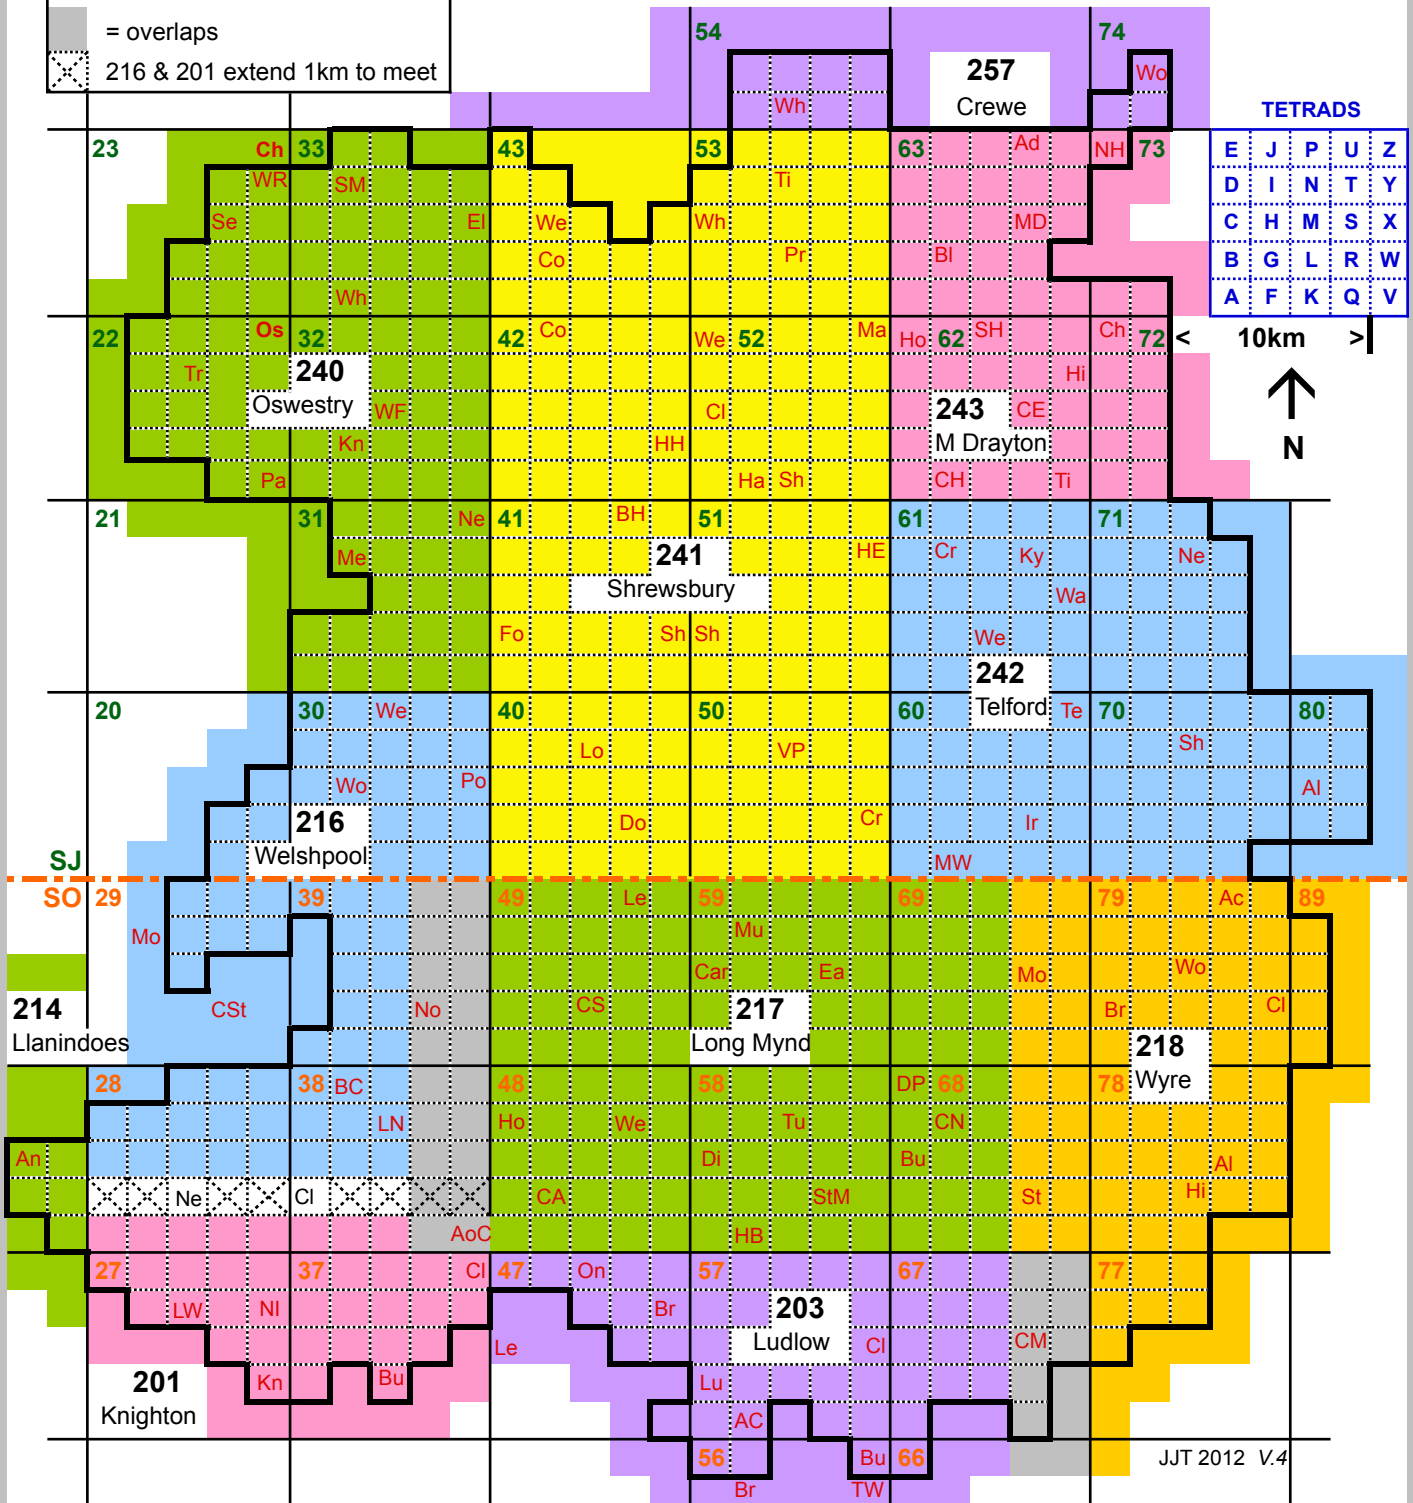 = overlaps
216 & 201 extend 1km to meet
54
74
257
Crewe
Wo
Wh
TETRADS
23
Ch
33
43
53
63
Ad
NH
73
E J P U Z
WR
SM
Ti
D I N T Y
Se
El
We
Wh
MD
C H M S X
Co
Pr
Bl
B G L R W
Wh
A F K Q V
22
Os
32
42
Co
We
52
Ma
Ho
62
SH
Ch
72
< 10km >
Tr
240
Oswestry
Hi
WF
Cl
243
CE
Kn
HH
M Drayton
N
Pa
Ha
Sh
CH
Ti
21
31
Ne
41
BH
51
61
71
Me
241
Shrewsbury
HE
Cr
Ky
Ne
Wa
Fo
Sh
Sh
We
242
Telford
20
30
We
40
50
60
Te
70
80
Lo
VP
Sh
Wo
Po
Al
216
Welshpool
Do
Cr
Ir
SJ
MW
SO
29
39
49
Le
59
69
79
Ac
89
Mo
Mu
Car
Ea
Mo
Wo
214
Llanindoes
CSt
No
CS
217
Long Mynd
Br
Cl
218
Wyre
28
38
BC
48
58
DP
68
78
LN
Ho
We
Tu
CN
An
Di
Bu
Al
Ne
Cl
CA
StM
St
Hi
AoC
HB
27
37
Cl
47
On
57
67
77
LW
NI
Br
203
Ludlow
Le
Cl
CM
201
Knighton
Kn
Bu
Lu
AC
56
Bu
66
JJT 2012 V.4
Br
TW